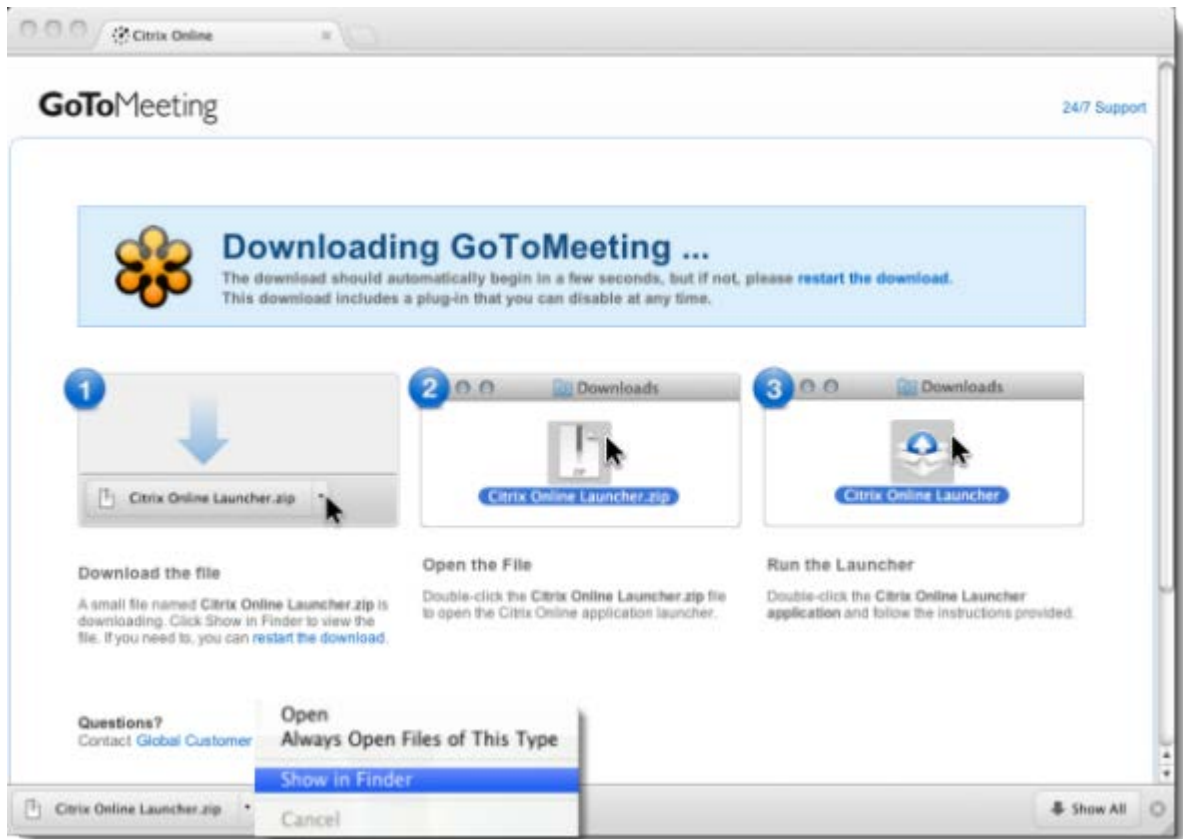 Citrix Online
GoToMeeting
24/7 Support
Downloading GoToMeeting ...
The download should automatically begin in a few seconds, but if not, please restart the download.
This download includes a plug-in that you can disable at any time.
1
Citrix Online Launcher.zip
Download the file
A small file named Citrix Online Launcher.zip is
downloading. Click Show in Finder to view the
file. If you need to, you can restart the download.
2
Downloads
ZIP
Citrix Online Launcher.zip
Open the File
Double-click the Citrix Online Launcher.zip file
to open the Citrix Online application launcher.
3
Downloads
Citrix Online Launcher
Run the Launcher
Double-click the Citrix Online Launcher
application and follow the instructions provided.
Questions?
Contact Global Customer
Open
Always Open Files of This Type
Show in Finder
Cancel
Citrix Online Launcher.zip
Show All